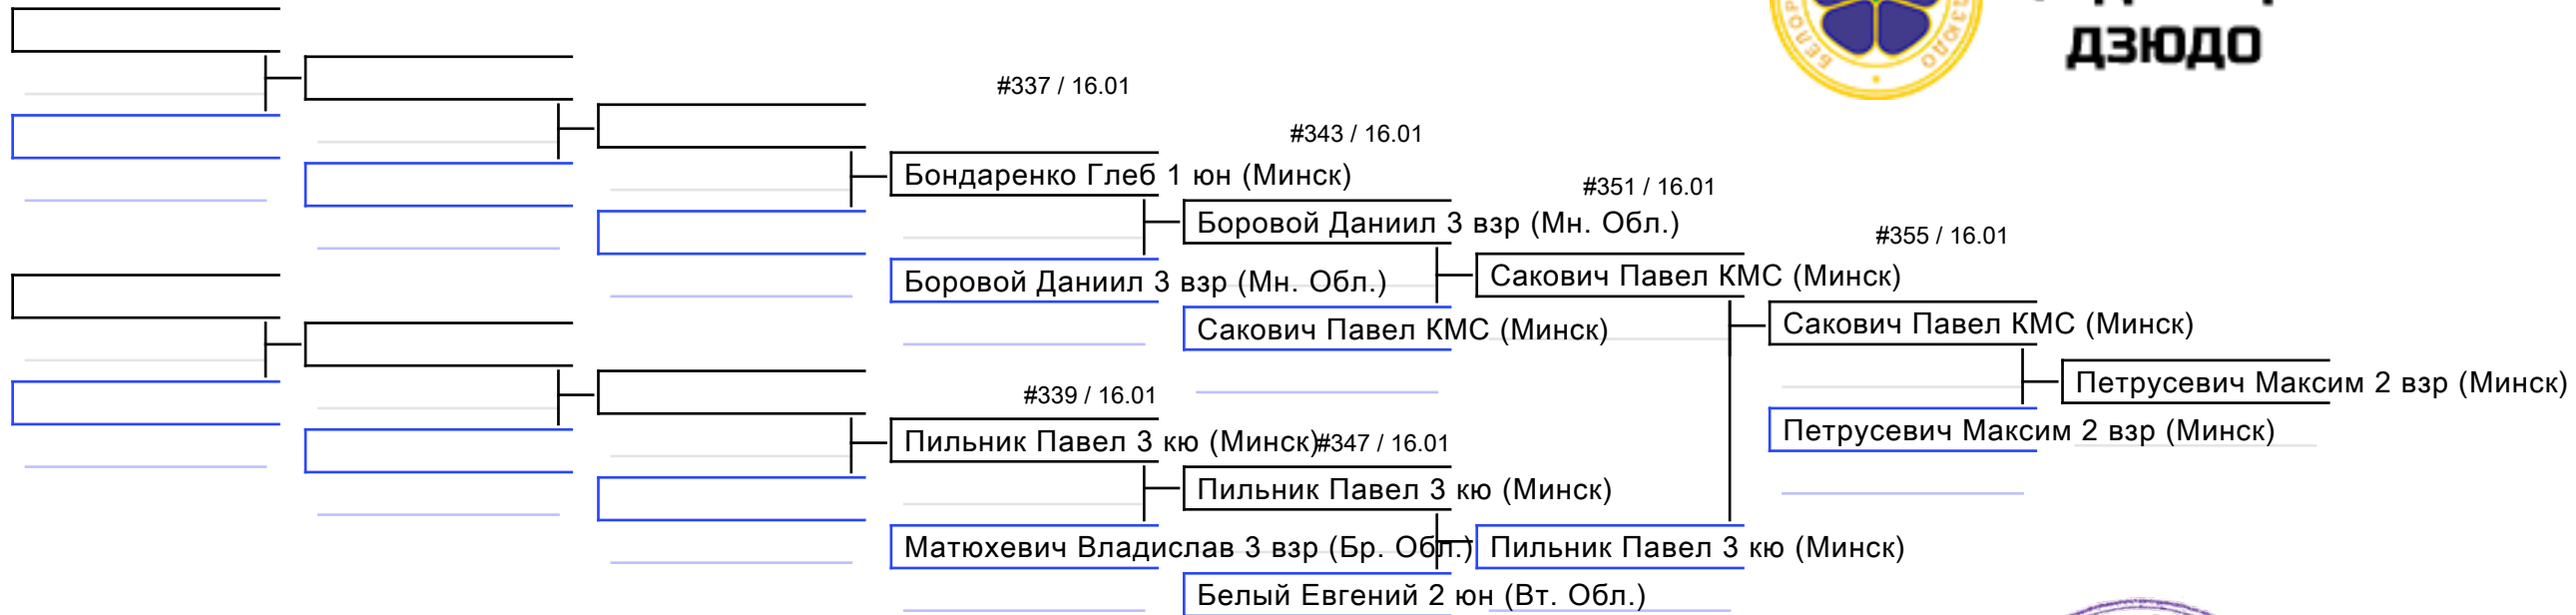 ДЗЮДО
#337 / 16.01
#343 / 16.01
Бондаренко Глеб 1 юн (Минск)
#351 / 16.01
Боровой Даниил 3 взр (Мн. Обл.)
#355 / 16.01
Боровой Даниил 3 взр (Мн. Обл.)
Сакович Павел КМС (Минск)
Сакович Павел КМС (Минск)
Сакович Павел КМС (Минск)
Петрусевич Максим 2 взр (Минск)
#339 / 16.01
Пильник Павел 3 кю (Минск)
#347 / 16.01
Петрусевич Максим 2 взр (Минск)
Пильник Павел 3 кю (Минск)
Матюхевич Владислав 3 взр (Бр. Обл.)
Пильник Павел 3 кю (Минск)
Белый Евгений 2 юн (Вт. Обл.)